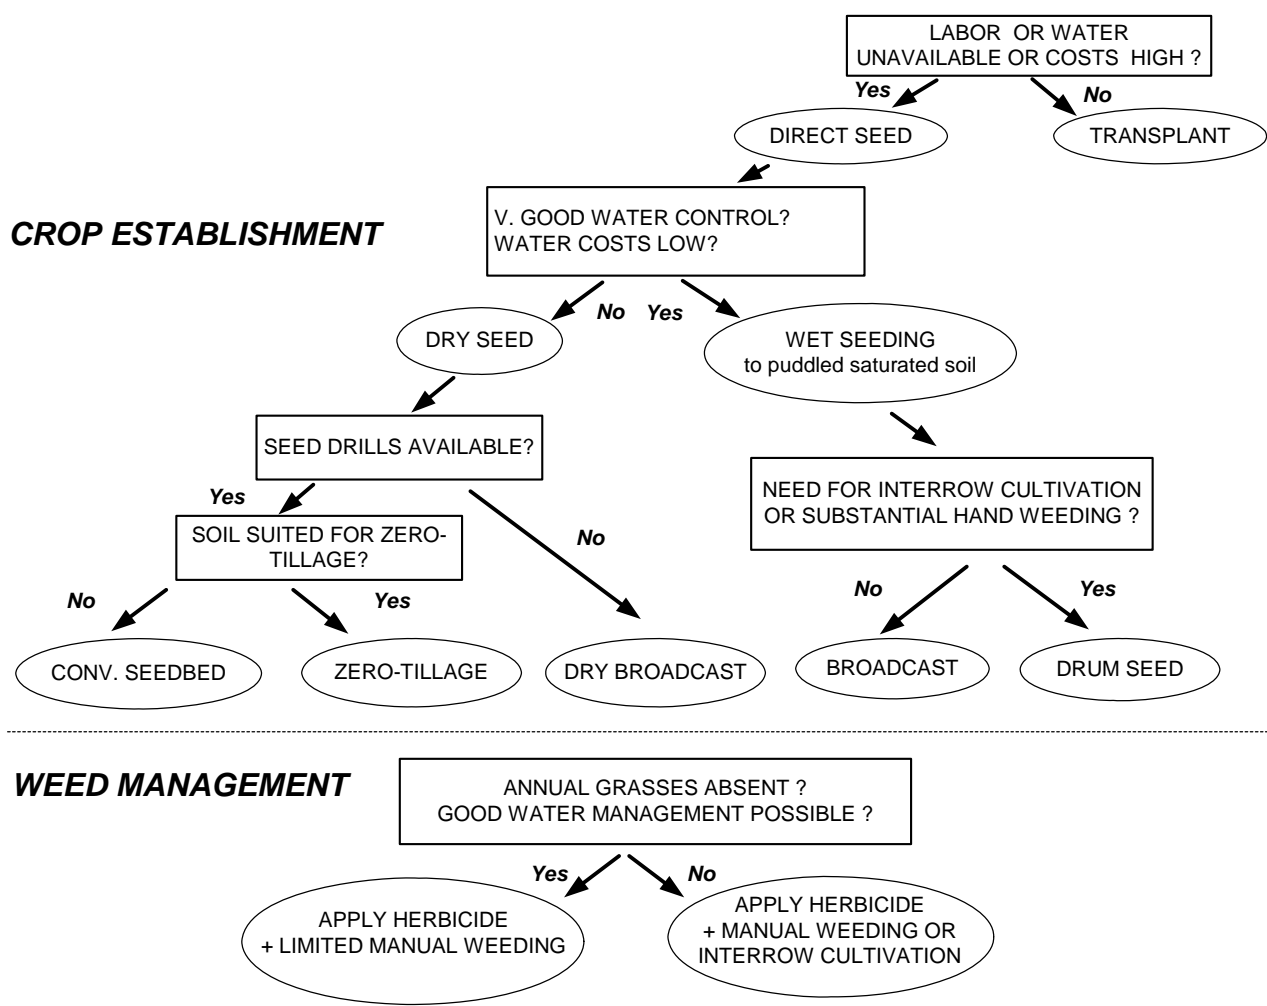 LABOR OR WATER
UNAVAILABLE OR COSTS HIGH ?
Yes
No
DIRECT SEED
TRANSPLANT
CROP ESTABLISHMENT
V. GOOD WATER CONTROL?
WATER COSTS LOW?
No
Yes
DRY SEED
WET SEEDING
to puddled saturated soil
SEED DRILLS AVAILABLE?
NEED FOR INTERROW CULTIVATION
OR SUBSTANTIAL HAND WEEDING ?
Yes
No
SOIL SUITED FOR ZERO-
TILLAGE?
No
Yes
No
Yes
CONV. SEEDBED
ZERO-TILLAGE
DRY BROADCAST
BROADCAST
DRUM SEED
WEED MANAGEMENT
ANNUAL GRASSES ABSENT ?
GOOD WATER MANAGEMENT POSSIBLE ?
Yes
No
APPLY HERBICIDE
+ LIMITED MANUAL WEEDING
APPLY HERBICIDE
+ MANUAL WEEDING OR
INTERROW CULTIVATION